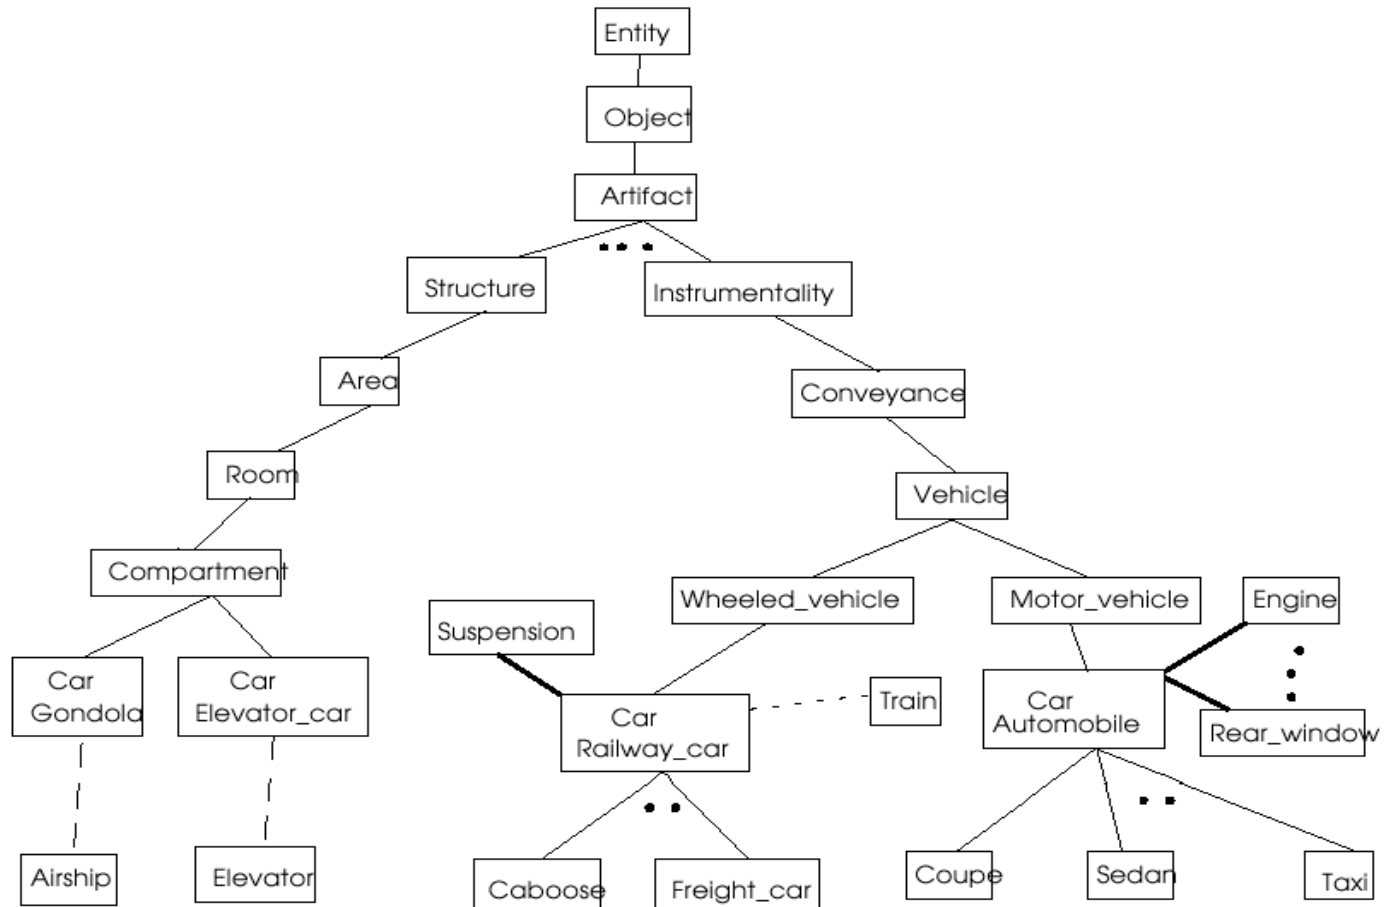 Entity
Object
Artifact
Structure
Instrumentality
Area
Conveyance
Room
Vehicle
Compartment
Wheeled_vehicle
Motor_vehicle
Engine
Suspension
Car
Gondola
Car
Elevator_car
Car
Railway_car
Train
Car
Automobile
Rear_window
Airship
Elevator
Caboose
Freight_car
Coupe
Sedan
Taxi